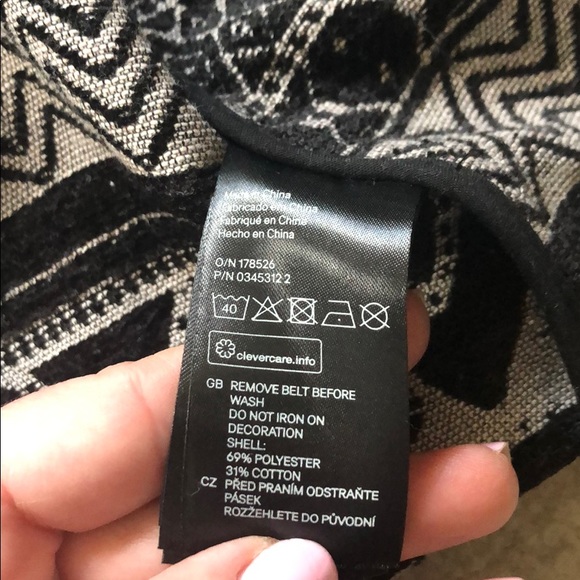 Made in China
Fabricado en China
Fabriqué en Chine
Hecho en China
O/N 178526
P/N 0345312 2
40
clevercare.info
GB REMOVE BELT BEFORE
WASH
DO NOT IRON ON
DECORATION
SHELL:
69% POLYESTER
31% COTTON
CZ PŘED PRANÍM ODSTRAŇTE
PÁSEK
ROZŽEHLETE DO PŮVODNÍ